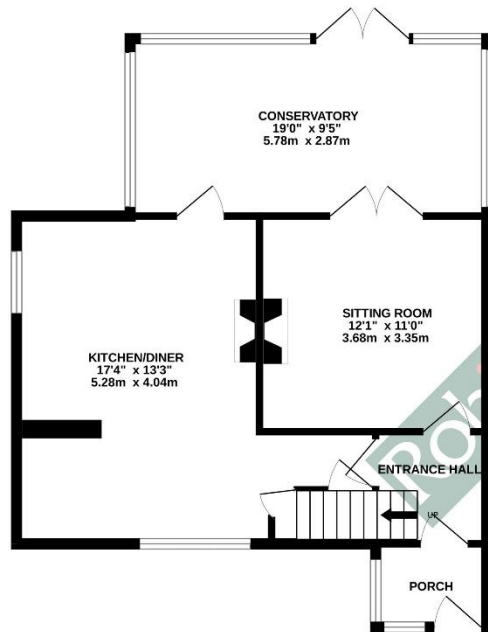 CONSERVATORY
19'0" x 9'5"
5.78m x 2.87m
SITTING ROOM
12'1" x 11'0"
3.68m x 3.35m
KITCHEN/DINER
17'4" x 13'3"
5.28m x 4.04m
ENTRANCE HALL
UP
PORCH